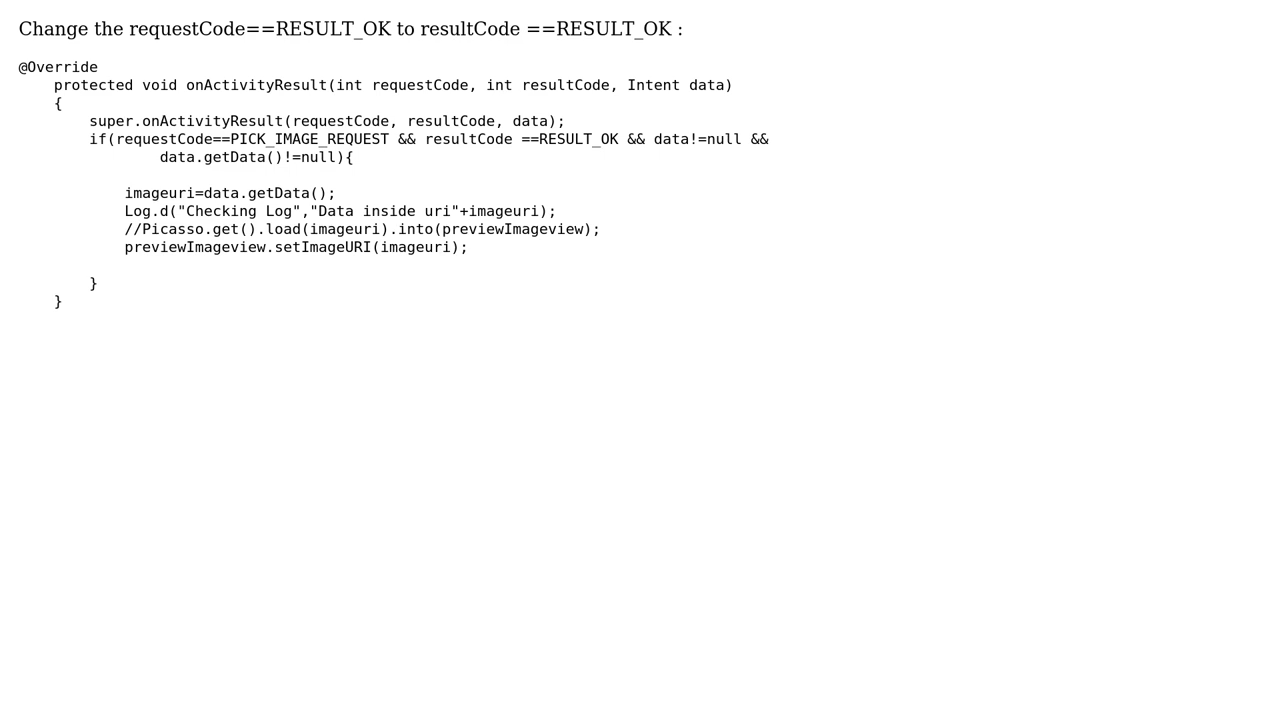 Change the requestCode==RESULT_OK to resultCode ==RESULT_OK :
@Override
    protected void onActivityResult(int requestCode, int resultCode, Intent data)
    {
        super.onActivityResult(requestCode, resultCode, data);
        if(requestCode==PICK_IMAGE_REQUEST && resultCode ==RESULT_OK && data!=null &&
                data.getData()!=null){
            imageuri=data.getData();
            Log.d("Checking Log","Data inside uri"+imageuri);
            //Picasso.get().load(imageuri).into(previewImageview);
            previewImageview.setImageURI(imageuri);
        }
    }